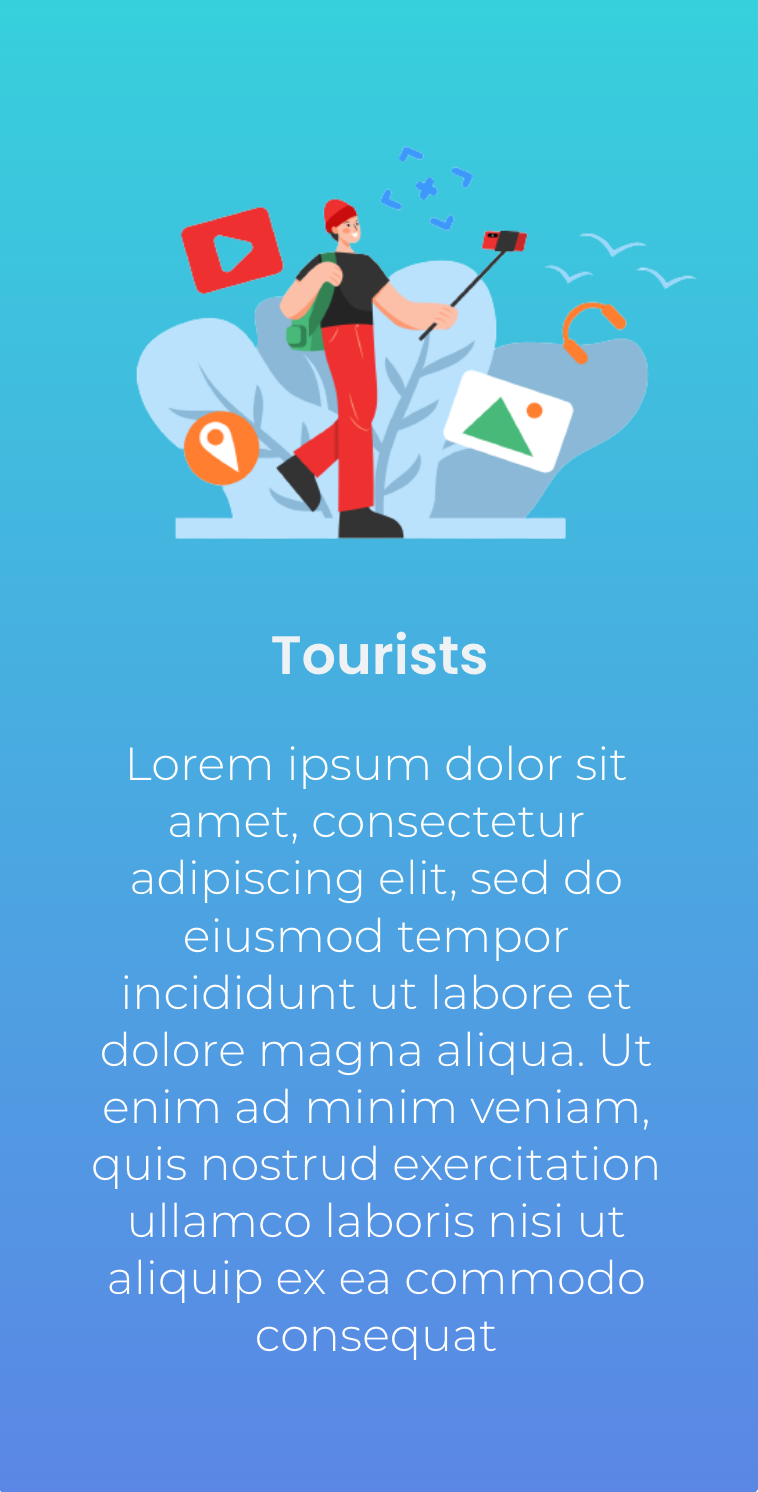 Tourists
Lorem ipsum dolor sit
amet, consectetur
adipiscing elit, sed do
eiusmod tempor
incididunt ut labore et
dolore magna aliqua. Ut
enim ad minim veniam,
quis nostrud exercitation
ullamco laboris nisi ut
aliquip ex ea commodo
consequat